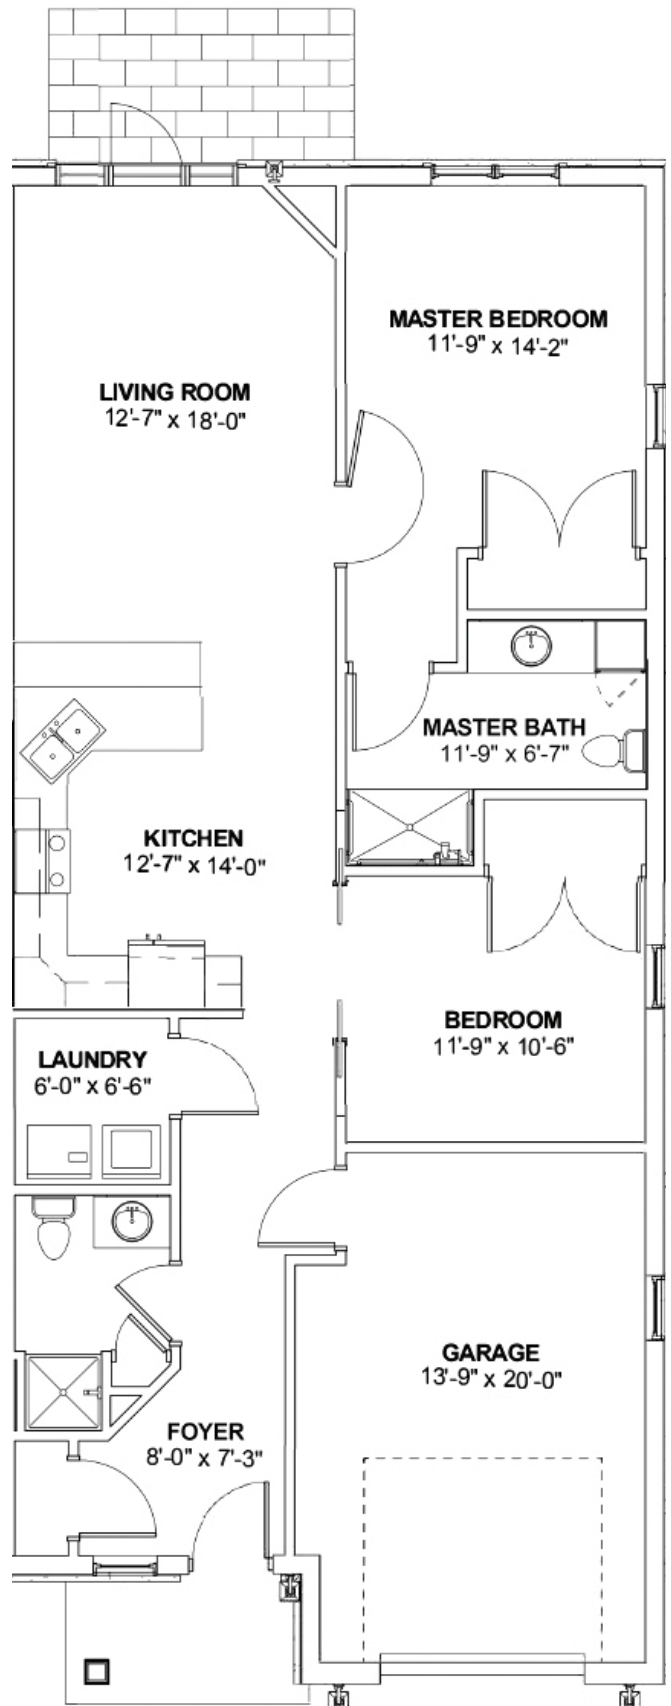 MASTER BEDROOM
11'-9" x 14'-2"
LIVING ROOM
12'-7" x 18'-0"
MASTER BATH
11'-9" x 6'-7"
KITCHEN
12'-7" x 14'-0"
BEDROOM
11'-9" x 10'-6"
LAUNDRY
6'-0" x 6'-6"
GARAGE
13'-9" x 20'-0"
FOYER
8'-0" x 7'-3"